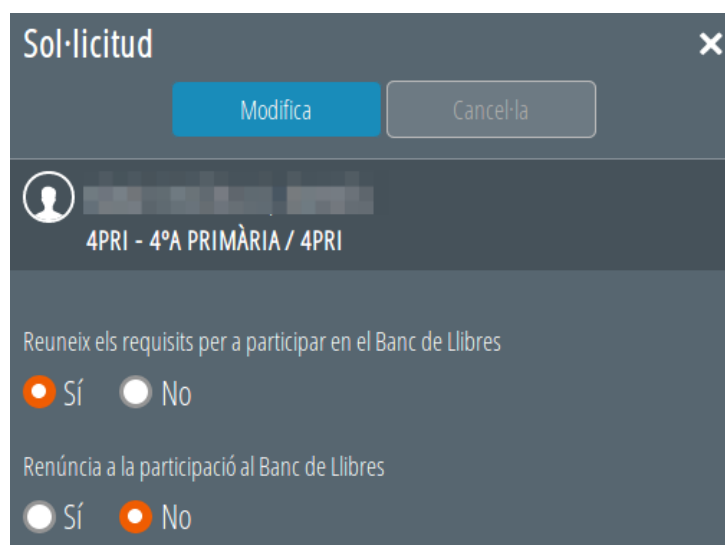 Sol·licitud
Modifica
Cancel·la
4PRI - 4ºA PRIMÀRIA / 4PRI
Reuneix els requisits per a participar en el Banc de Llibres
Sí No
Renúncia a la participació al Banc de Llibres
Sí No